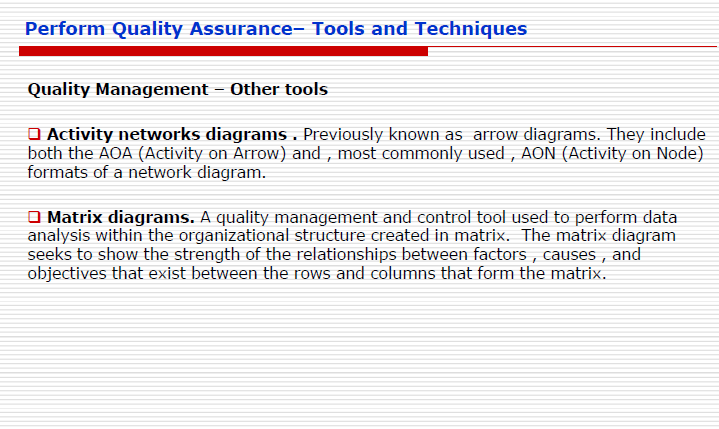 Perform Quality Assurance– Tools and Techniques
Quality Management – Other tools
❑ Activity networks diagrams . Previously known as  arrow diagrams. They include
both the AOA (Activity on Arrow) and , most commonly used , AON (Activity on Node)
formats of a network diagram.
❑ Matrix diagrams. A quality management and control tool used to perform data
analysis within the organizational structure created in matrix.  The matrix diagram
seeks to show the strength of the relationships between factors , causes , and
objectives that exist between the rows and columns that form the matrix.